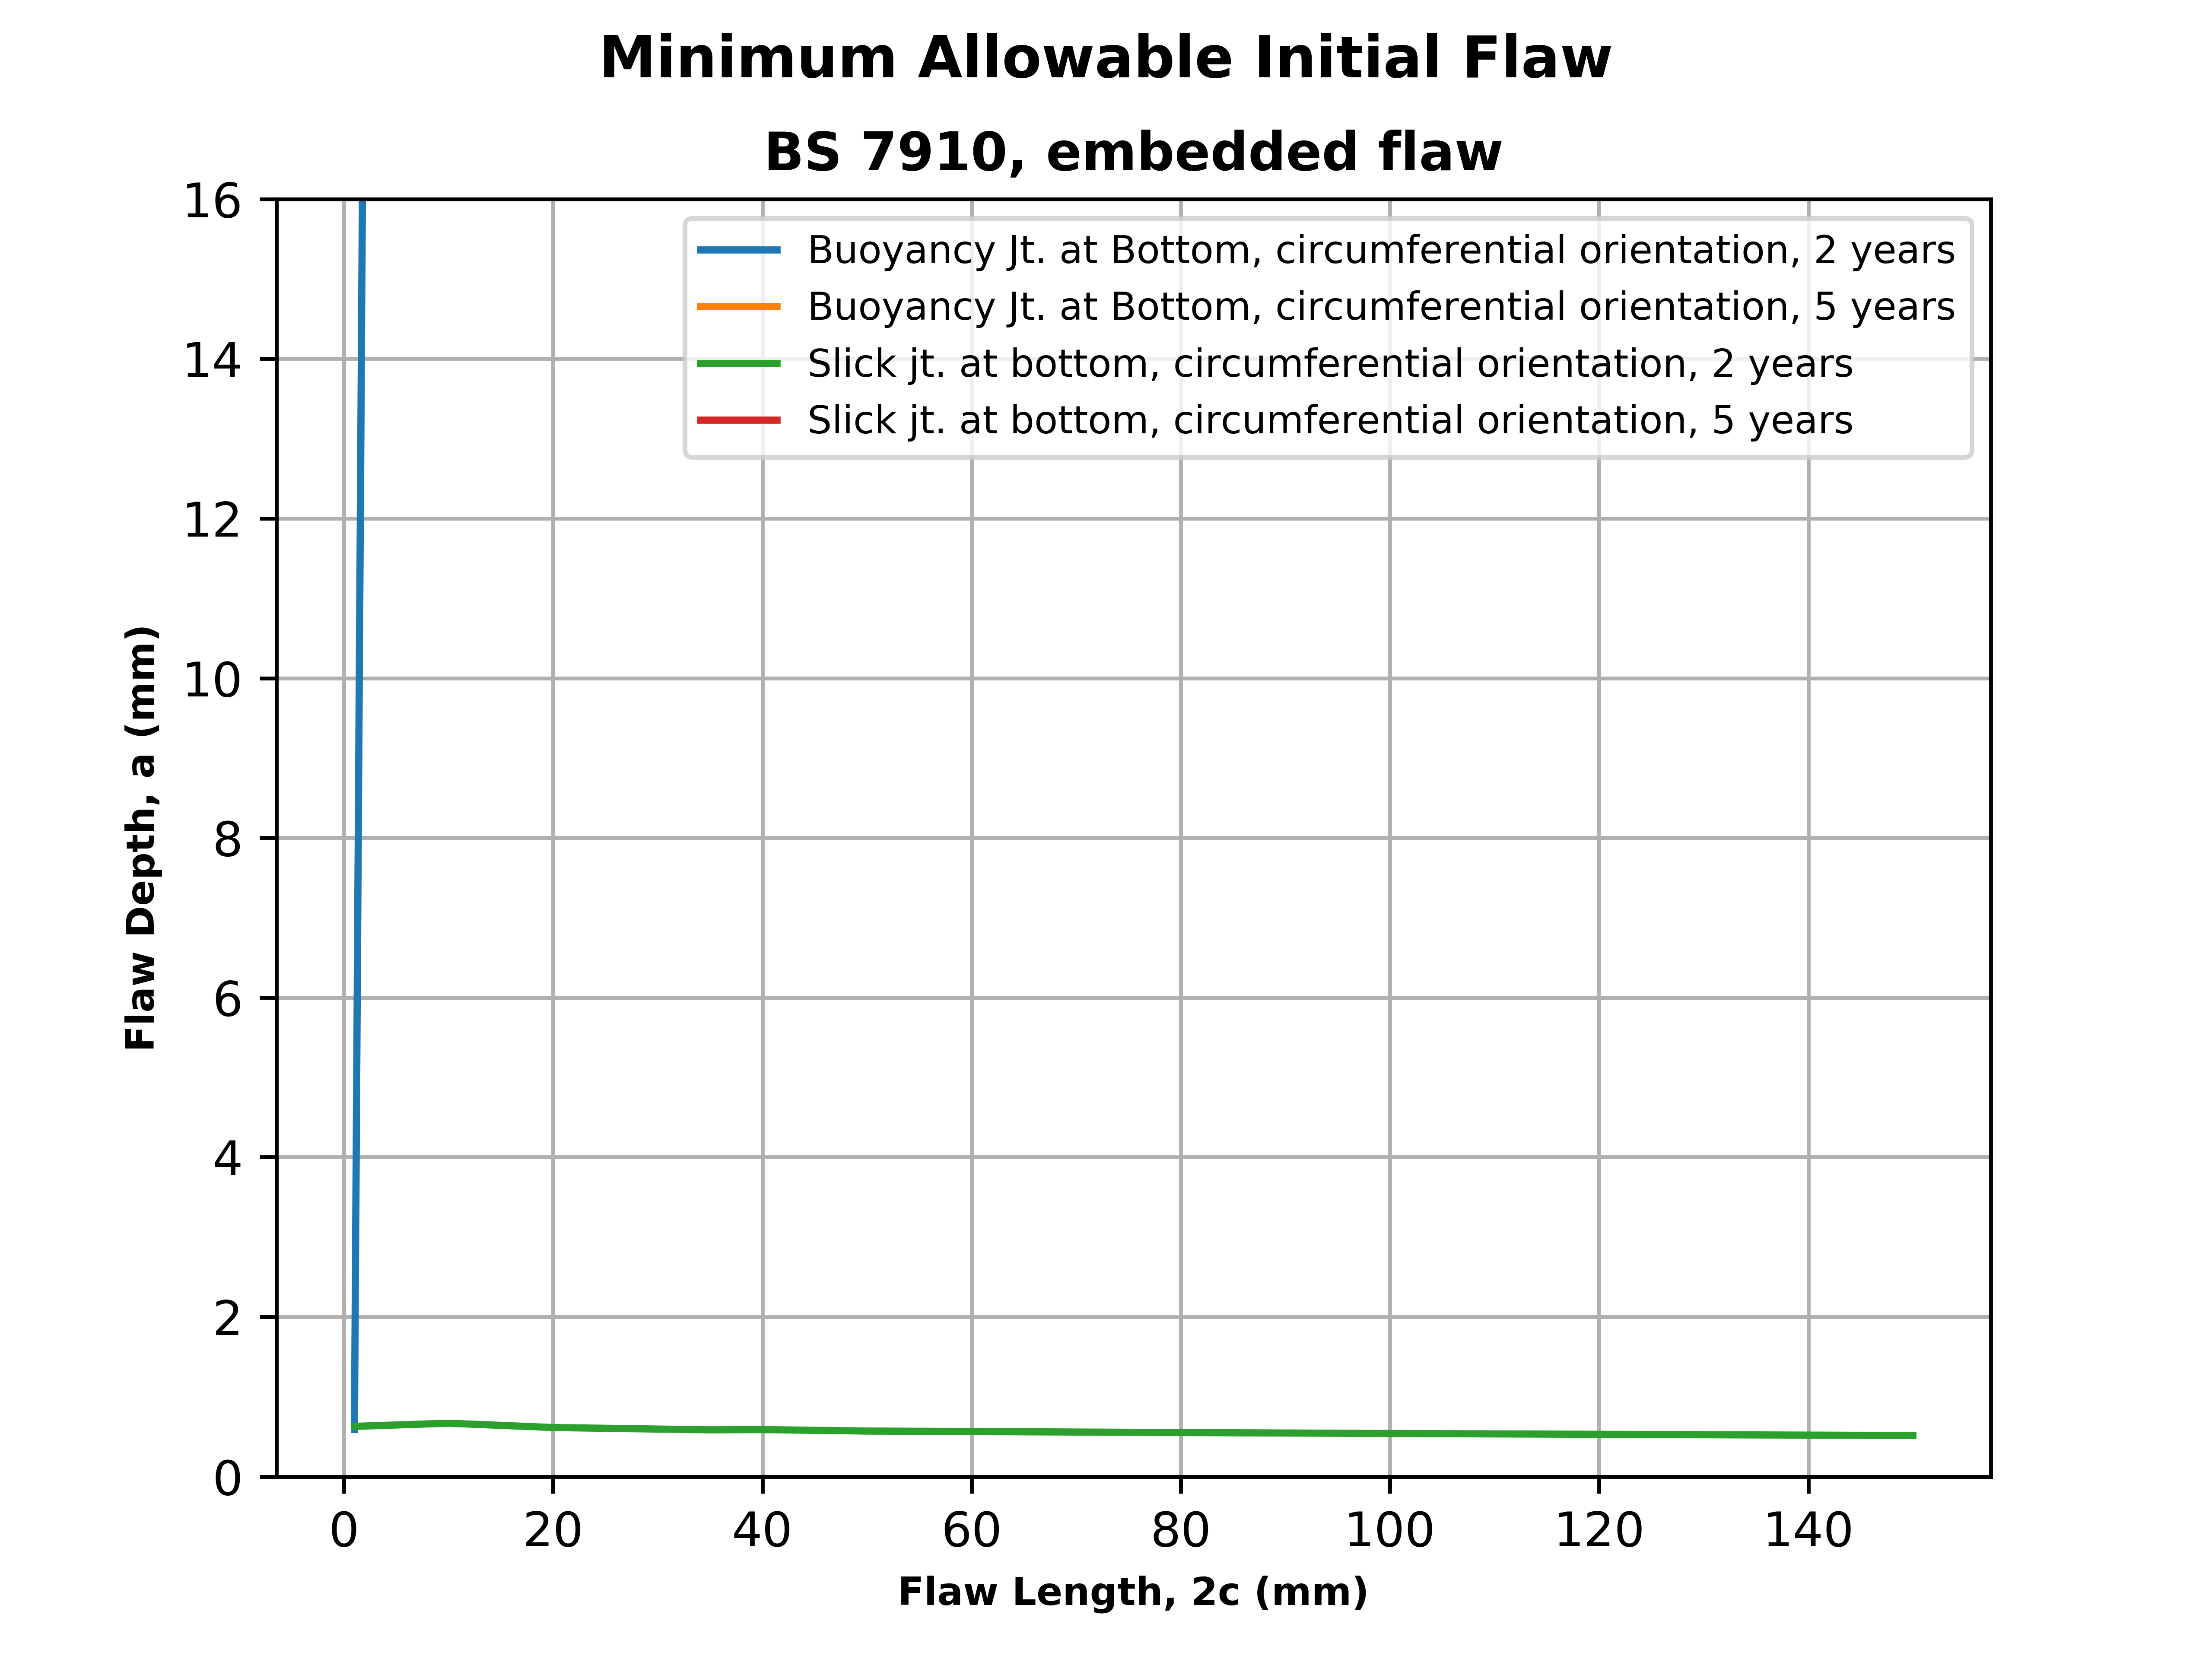 Minimum Allowable Initial Flaw
BS 7910, embedded flaw
16
14
12
10
8
6
4
2
0
Flaw Depth, a (mm)
Buoyancy Jt. at Bottom, circumferential orientation, 2 years
Buoyancy Jt. at Bottom, circumferential orientation, 5 years
Slick jt. at bottom, circumferential orientation, 2 years
Slick jt. at bottom, circumferential orientation, 5 years
0 20 40 60 80 100 120 140
Flaw Length, 2c (mm)